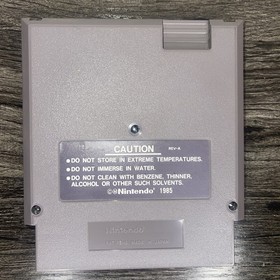 CAUTION REV-A
●DO NOT STORE IN EXTREME TEMPERATURES.
●DO NOT IMMERSE IN WATER.
●DO NOT CLEAN WITH BENZENE, THINNER,
ALCOHOL OR OTHER SUCH SOLVENTS.
©®Nintendo 1985